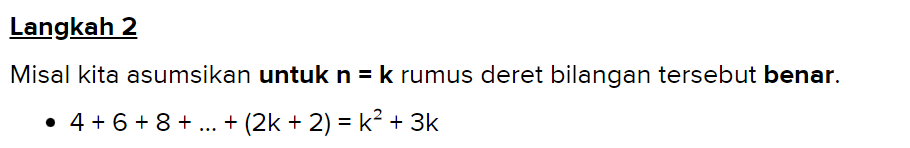 Langkah 2
Misal kita asumsikan untuk n = k rumus deret bilangan tersebut benar.
• 4 + 6 + 8 + ... + (2k + 2) = k² + 3k